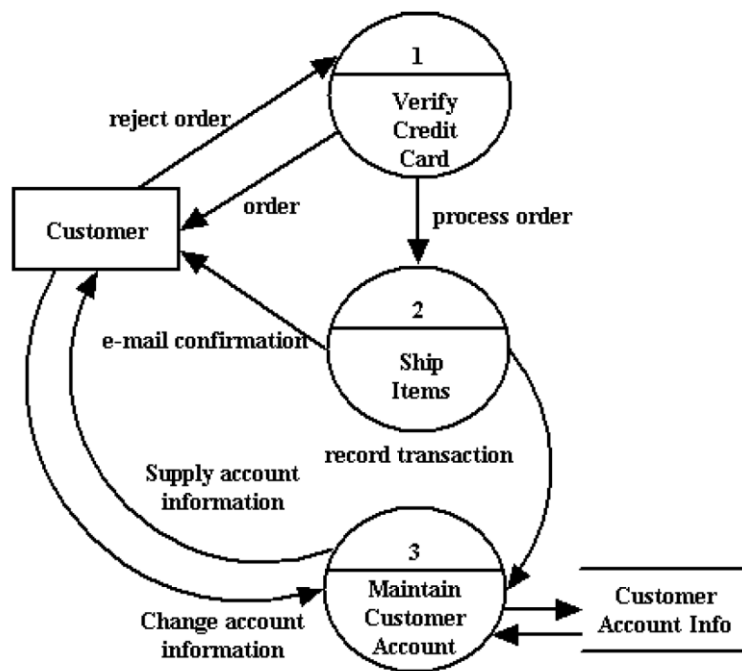 1
Verify
Credit
Card
reject order
Customer
order
process order
2
Ship
Items
e-mail confirmation
record transaction
Supply account
information
3
Maintain
Customer
Account
Customer
Account Info
Change account
information